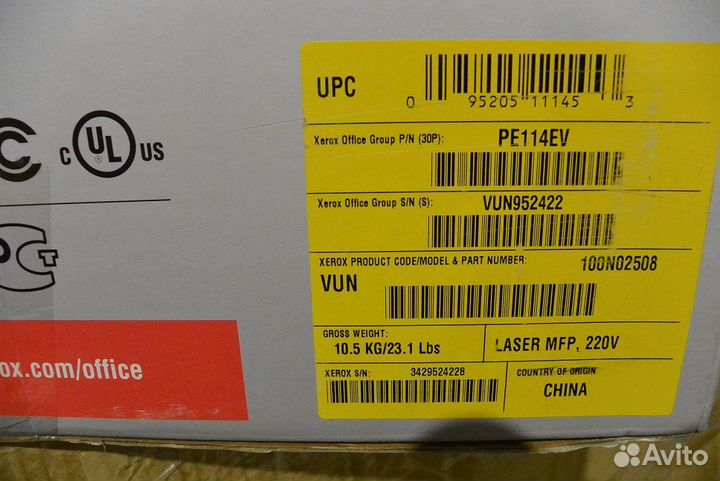 UPC
0 95205 11145 3
Xerox Office Group P/N (30P): PE114EV
Xerox Office Group S/N (S): VUN952422
XEROX PRODUCT CODE/MODEL & PART NUMBER: 100N02508
VUN
GROSS WEIGHT:
10.5 KG/23.1 Lbs
LASER MFP, 220V
XEROX S/N: 3429524228
COUNTRY OF ORIGIN
CHINA
C UL US
ox.com/office
Avito